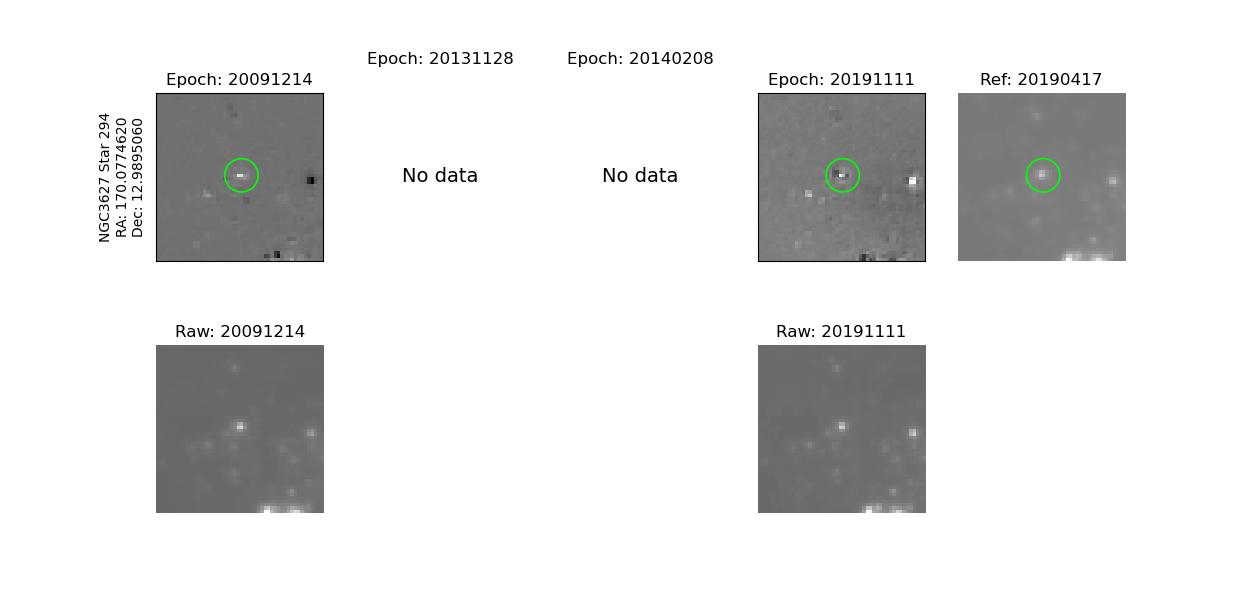 Epoch: 20131128
Epoch: 20140208
Epoch: 20091214
Epoch: 20191111
Ref: 20190417
NGC3627 Star 294
RA: 170.0774620
Dec: 12.9895060
No data
No data
Raw: 20091214
Raw: 20191111